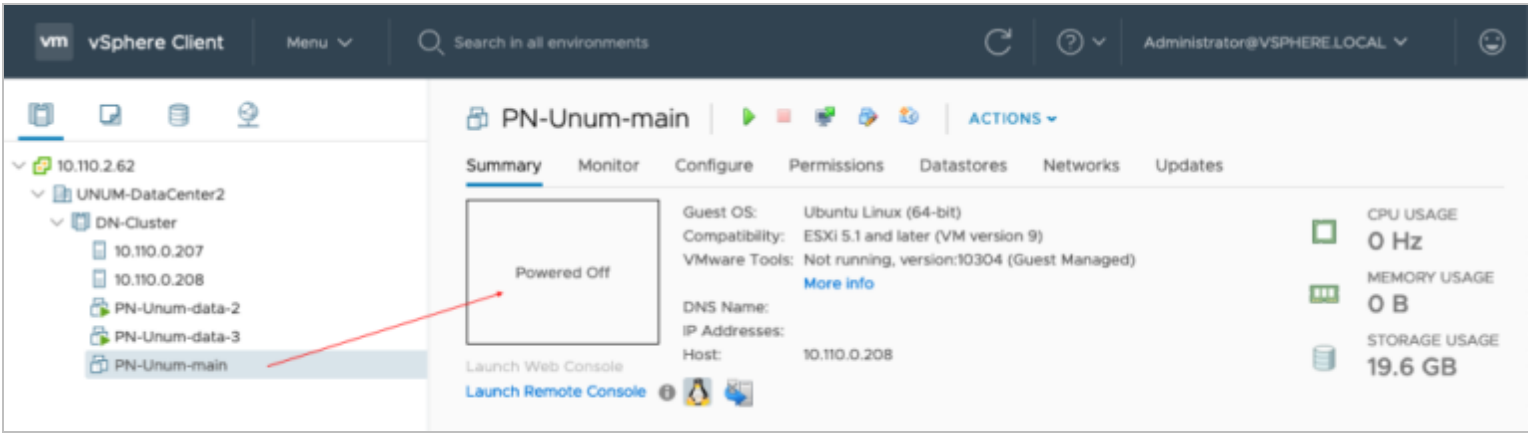 vm vSphere Client Menu Search in all environments Administrator@VSPHERE.LOCAL
PN-Unum-main ACTIONS
Summary Monitor Configure Permissions Datastores Networks Updates
10.110.2.62
UNUM-DataCenter2
DN-Cluster
10.110.0.207
10.110.0.208
PN-Unum-data-2
PN-Unum-data-3
PN-Unum-main
Powered Off
Launch Web Console
Launch Remote Console
Guest OS: Ubuntu Linux (64-bit)
Compatibility: ESXi 5.1 and later (VM version 9)
VMware Tools: Not running, version:10304 (Guest Managed)
More info
DNS Name:
IP Addresses:
Host: 10.110.0.208
CPU USAGE
0 Hz
MEMORY USAGE
0 B
STORAGE USAGE
19.6 GB